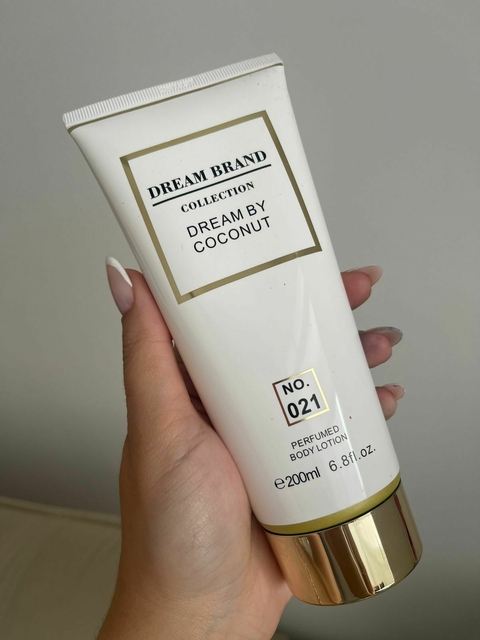 DREAM BRAND
COLLECTION
DREAM BY
COCONUT
NO.
021
PERFUMED
BODY LOTION
℮200ml 6.8fl.oz.